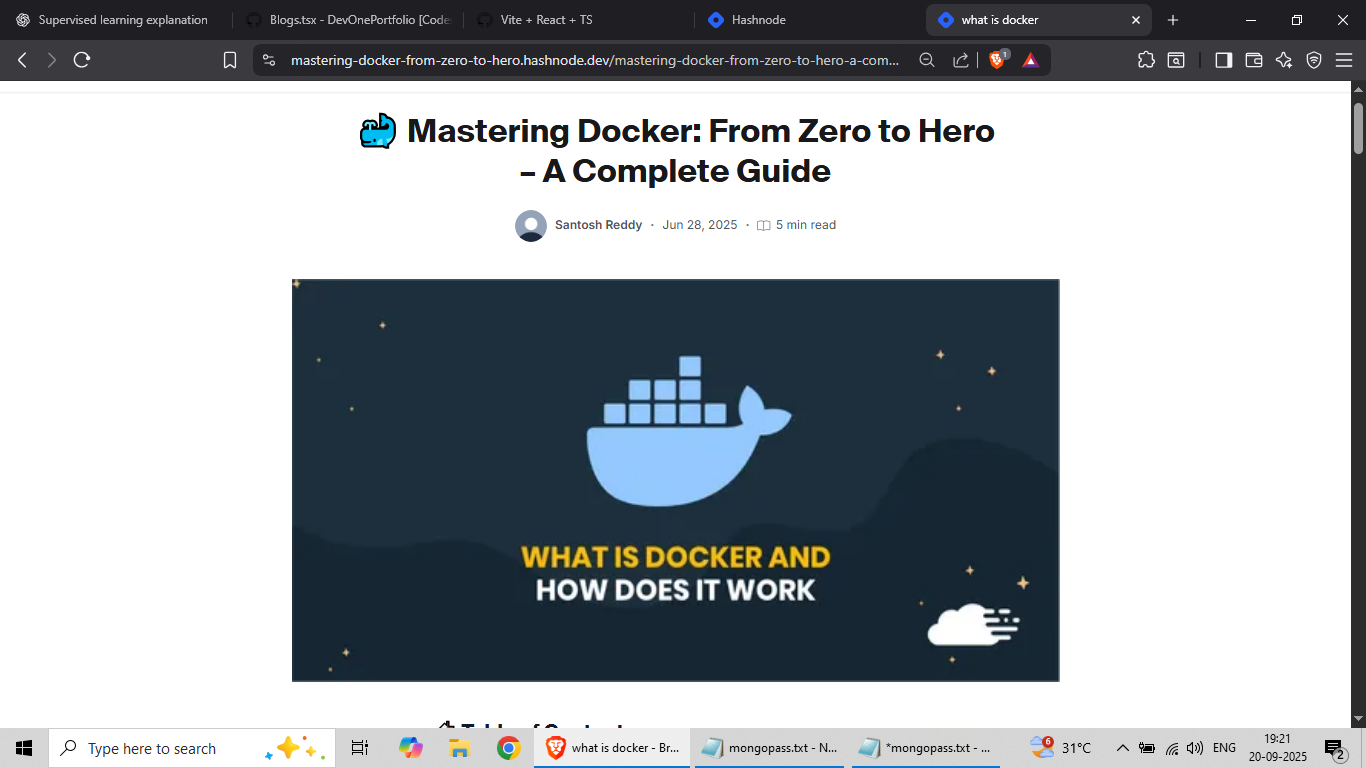 Supervised learning explanation
Blogs.tsx - DevOnePortfolio [Code
Vite + React + TS
Hashnode
what is docker
mastering-docker-from-zero-to-hero.hashnode.dev/mastering-docker-from-zero-to-hero-a-com...
1
Mastering Docker: From Zero to Hero
– A Complete Guide
Santosh Reddy · Jun 28, 2025 · 5 min read
WHAT IS DOCKER AND
HOW DOES IT WORK
Type here to search
what is docker - Br...
mongopass.txt - N...
*mongopass.txt - ...
6
31°C
ENG
19:21
20-09-2025
2